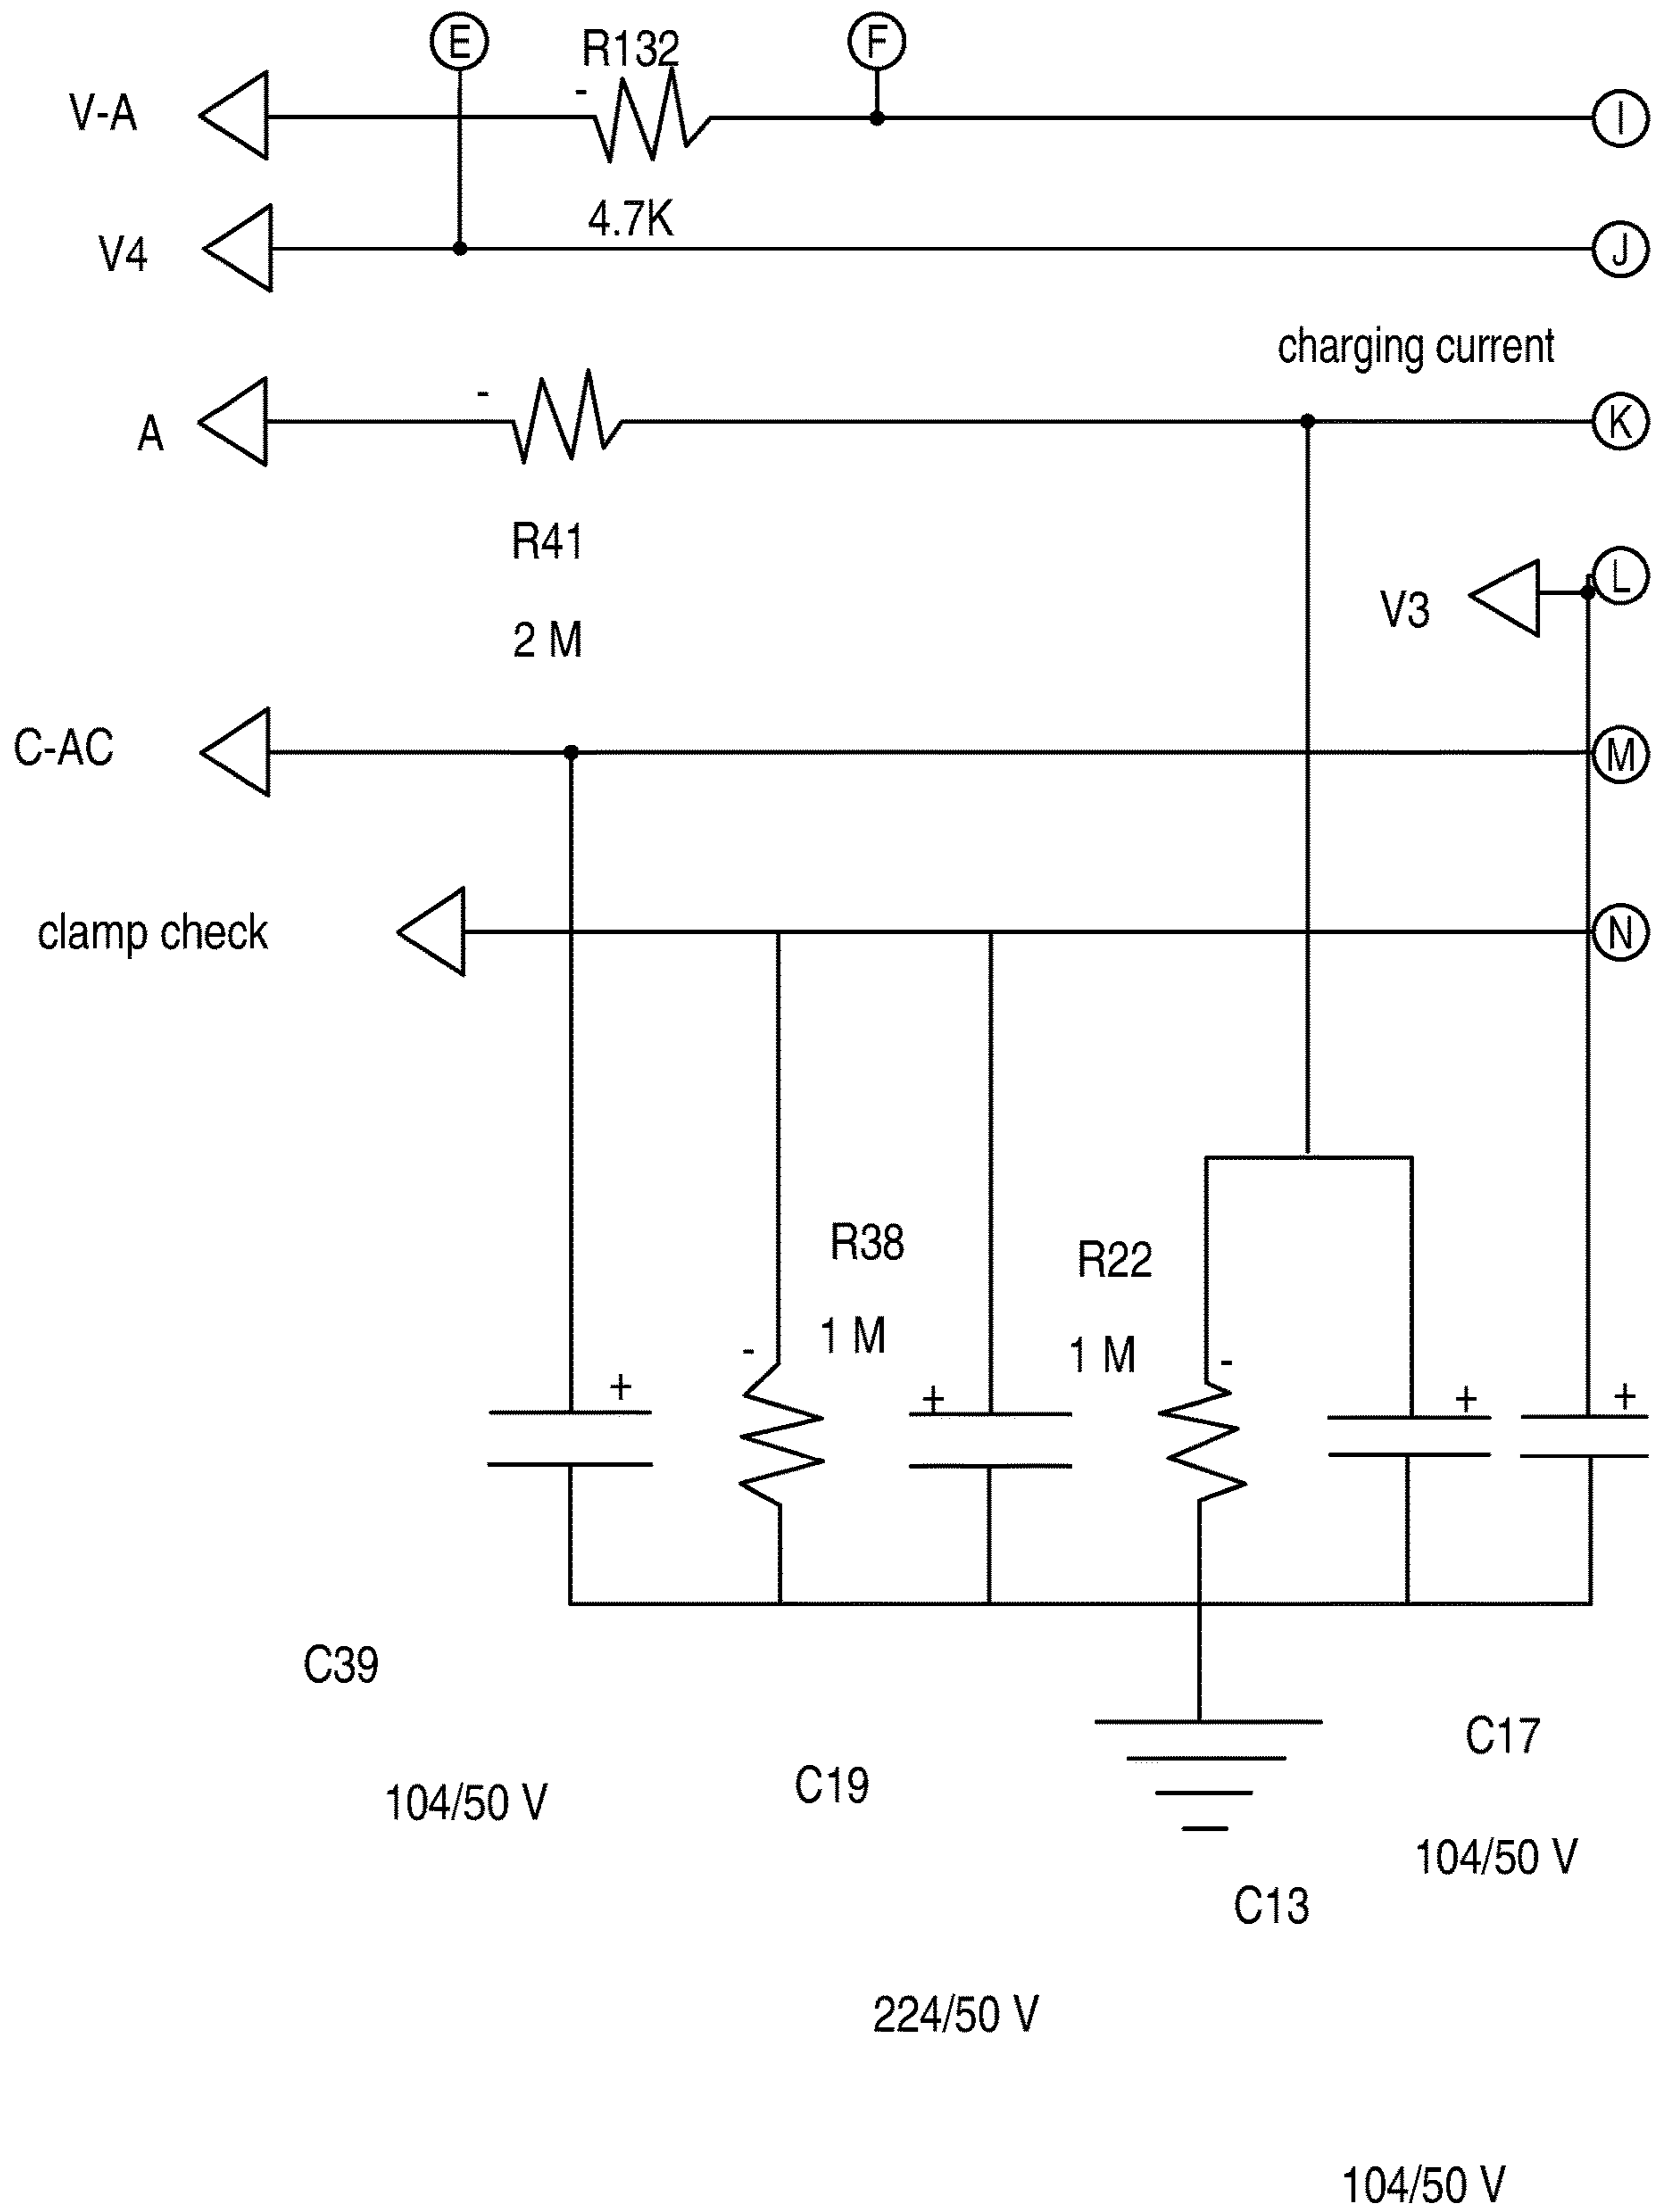 E
R132
F
V-A
-
I
4.7K
V4
J
charging current
-
A
K
R41
L
V3
2 M
C-AC
M
clamp check
N
R38
R22
1 M
1 M
-
-
+
+
+
+
C39
C17
C19
104/50 V
104/50 V
C13
224/50 V
104/50 V